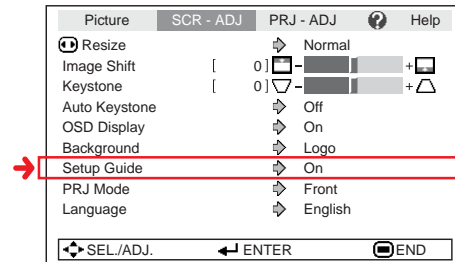 Picture SCR - ADJ PRJ - ADJ ? Help
Resize Normal
Image Shift [ 0 ] - +
Keystone [ 0 ] - +
Auto Keystone Off
OSD Display On
Background Logo
Setup Guide On
PRJ Mode Front
Language English
SEL./ADJ. ENTER END